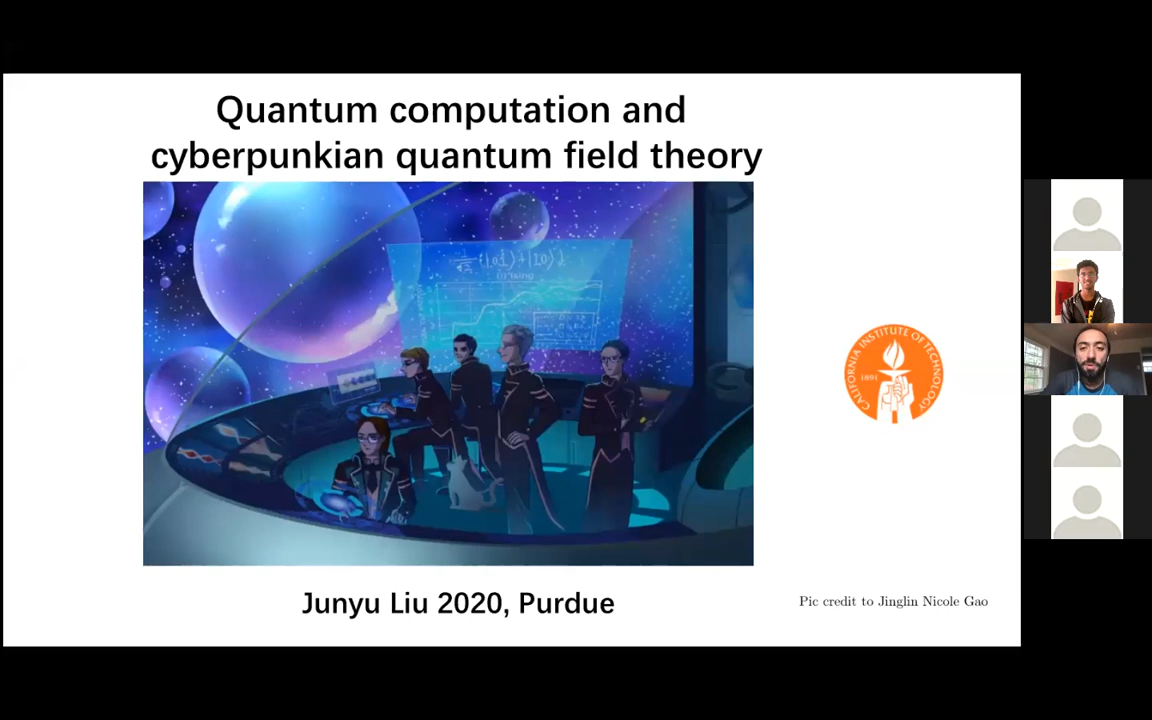 Quantum computation and
cyberpunkian quantum field theory
CALIFORNIA INSTITUTE OF TECHNOLOGY
1891
Junyu Liu 2020, Purdue
Pic credit to Jinglin Nicole Gao